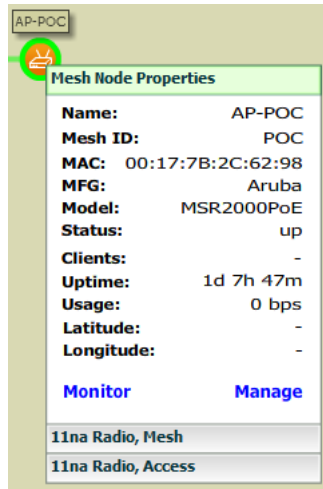 AP-POC
Mesh Node Properties
Name: AP-POC
Mesh ID: POC
MAC: 00:17:7B:2C:62:98
MFG: Aruba
Model: MSR2000PoE
Status: up
Clients: -
Uptime: 1d 7h 47m
Usage: 0 bps
Latitude: -
Longitude: -
Monitor Manage
11na Radio, Mesh
11na Radio, Access